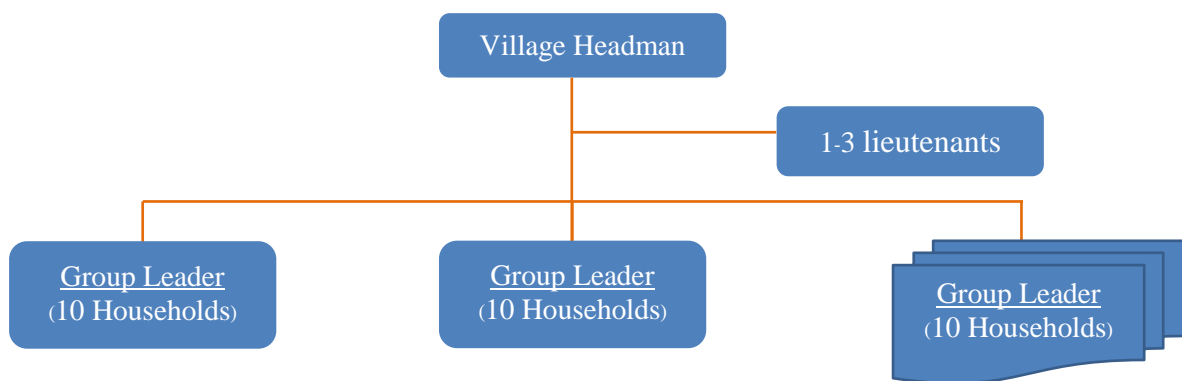 Village Headman
1-3 lieutenants
Group Leader
(10 Households)
Group Leader
(10 Households)
Group Leader
(10 Households)